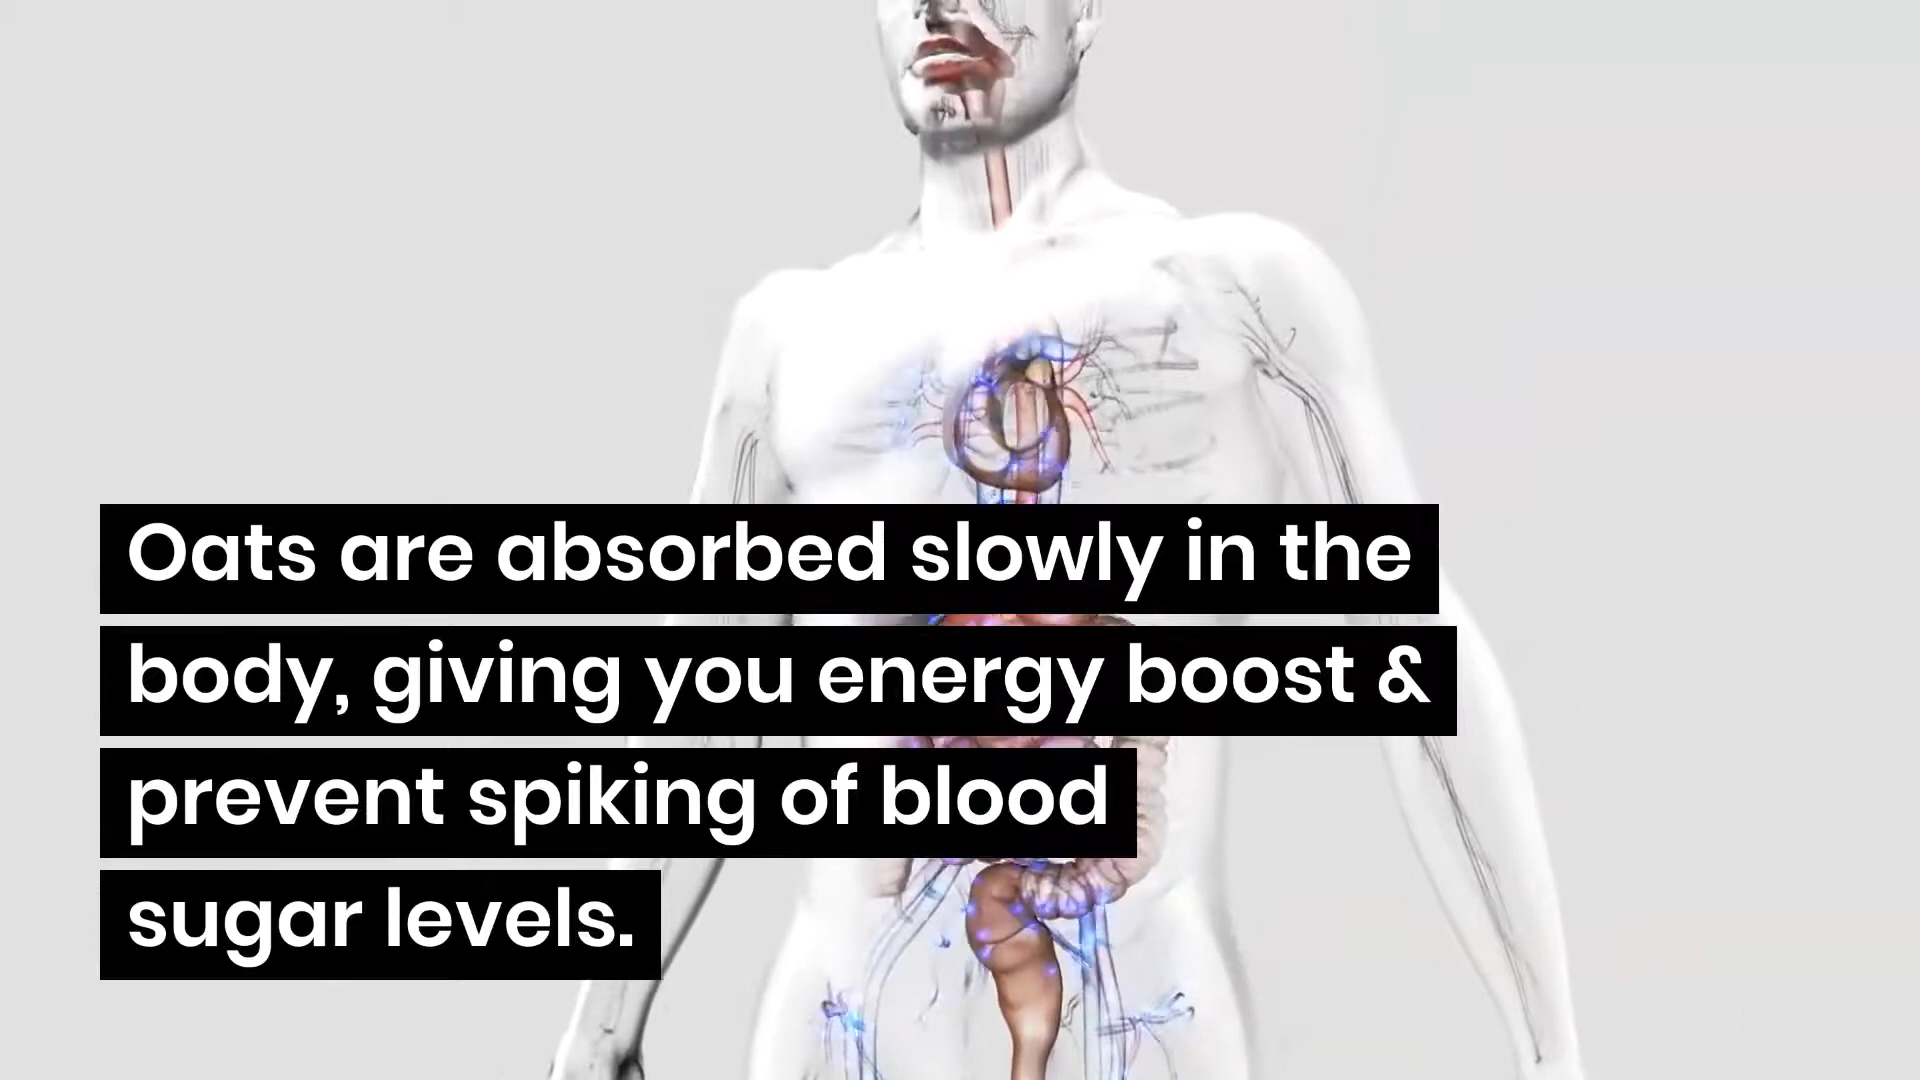 Oats are absorbed slowly in the
body, giving you energy boost &
prevent spiking of blood
sugar levels.